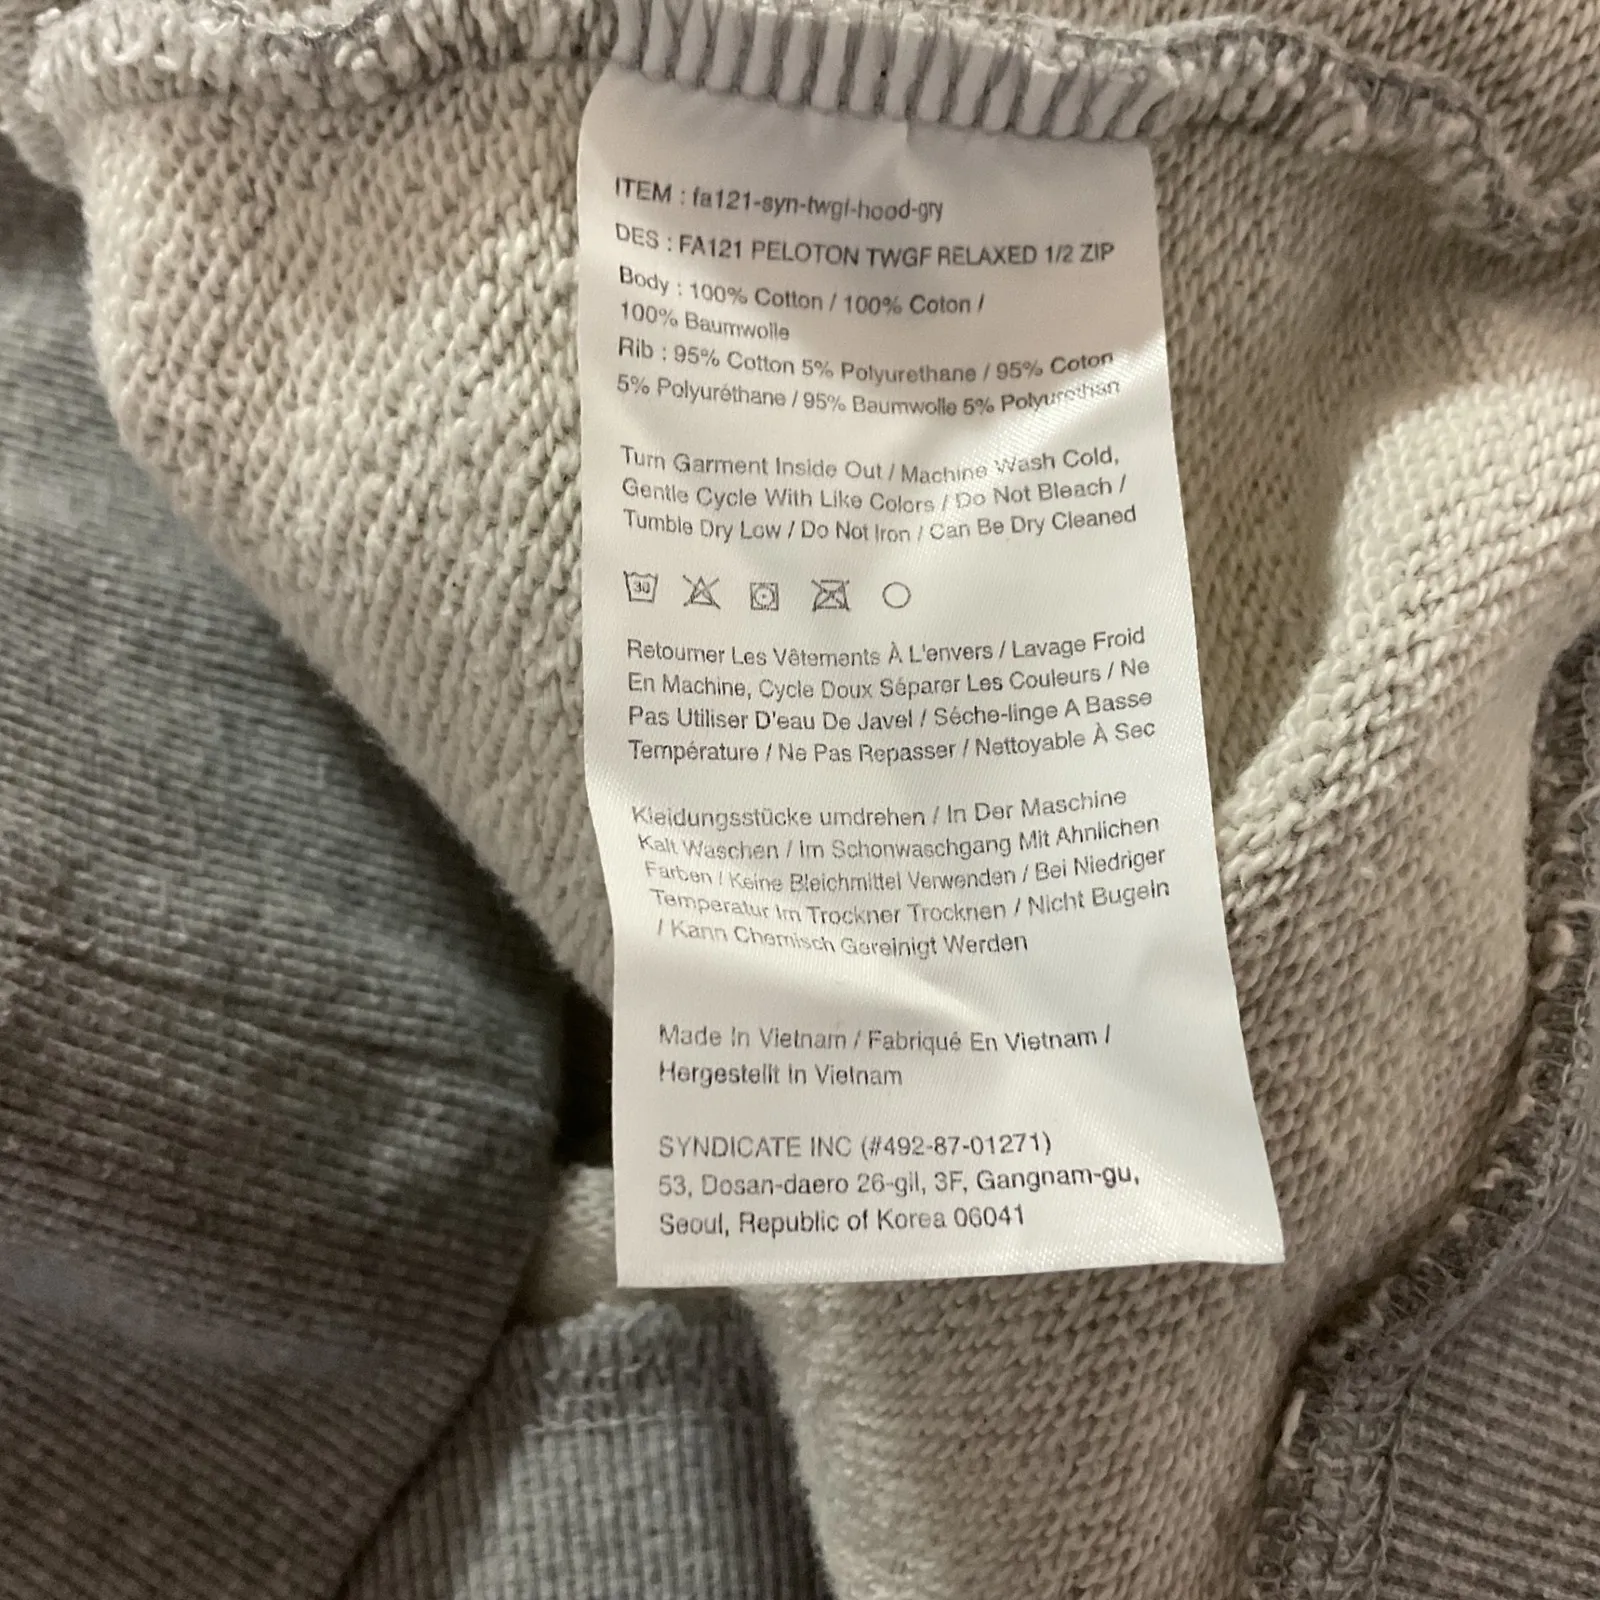 ITEM : fa121-syn-twgf-hood-gry
DES : FA121 PELOTON TWGF RELAXED 1/2 ZIP
Body : 100% Cotton / 100% Coton /
100% Baumwolle
Rib : 95% Cotton 5% Polyurethane / 95% Coton
5% Polyuréthane / 95% Baumwolle 5% Polyurethan
Turn Garment Inside Out / Machine Wash Cold,
Gentle Cycle With Like Colors / Do Not Bleach /
Tumble Dry Low / Do Not Iron / Can Be Dry Cleaned
30
Retourner Les Vêtements À L'envers / Lavage Froid
En Machine, Cycle Doux Séparer Les Couleurs / Ne
Pas Utiliser D'eau De Javel / Séche-linge A Basse
Température / Ne Pas Repasser / Nettoyable À Sec
Kleidungsstücke umdrehen / In Der Maschine
Kalt Waschen / Im Schonwaschgang Mit Ahnlichen
Farben / Keine Bleichmittel Verwenden / Bei Niedriger
Temperatur Im Trockner Trocknen / Nicht Bugeln
/ Kann Chemisch Gereinigt Werden
Made In Vietnam / Fabriqué En Vietnam /
Hergestellt In Vietnam
SYNDICATE INC (#492-87-01271)
53, Dosan-daero 26-gil, 3F, Gangnam-gu,
Seoul, Republic of Korea 06041